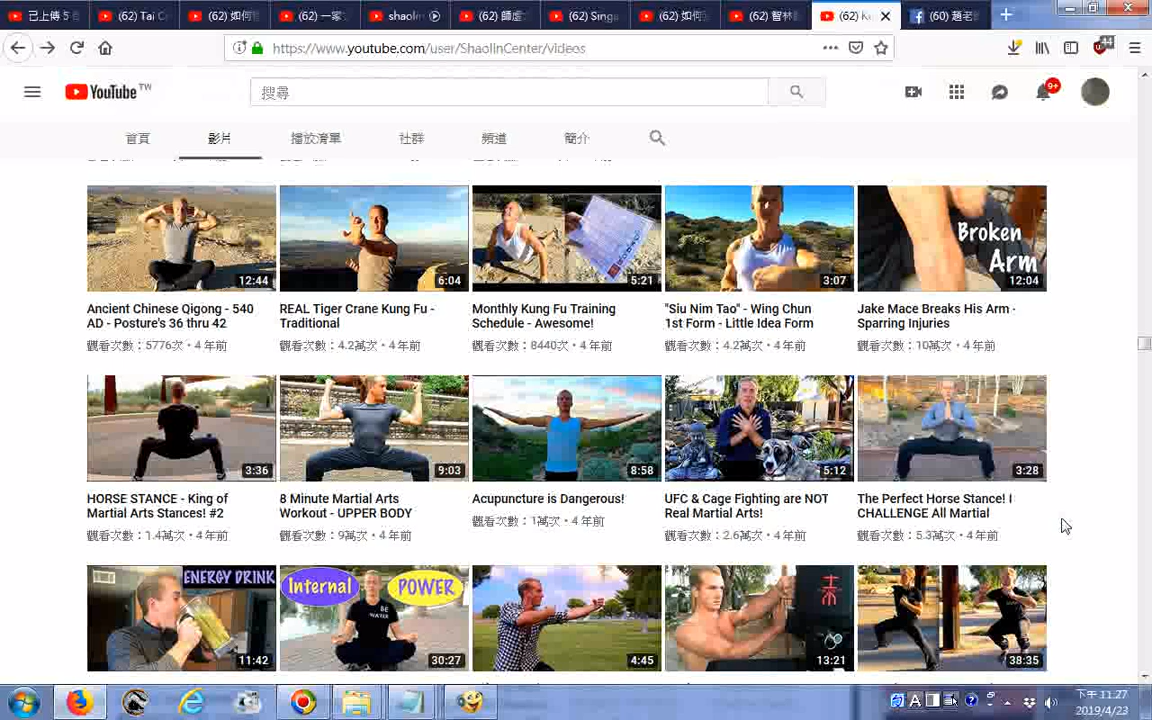 己上傳 5
(62) Tai C
(62) 如何
(62) 一家
shaolin
(62) 師虛
(62) Singa
(62) 如何
(62) 智林
(62) K
(60) 趙老
https://www.youtube.com/user/ShaolinCenter/videos
44
YouTube TW
搜尋
9+
首頁 影片 播放清單 社群 頻道 簡介
12:44
6:04
5:21
3:07
Broken
Arm
12:04
Ancient Chinese Qigong - 540
AD - Posture's 36 thru 42
觀看次數：5776次 • 4 年前
REAL Tiger Crane Kung Fu -
Traditional
觀看次數：4.2萬次 • 4 年前
Monthly Kung Fu Training
Schedule - Awesome!
觀看次數：8440次 • 4 年前
"Siu Nim Tao" - Wing Chun
1st Form - Little Idea Form
觀看次數：4.2萬次 • 4 年前
Jake Mace Breaks His Arm -
Sparring Injuries
觀看次數：10萬次 • 4 年前
3:36
9:03
8:58
5:12
3:28
HORSE STANCE - King of
Martial Arts Stances! #2
觀看次數：1.4萬次 • 4 年前
8 Minute Martial Arts
Workout - UPPER BODY
觀看次數：9萬次 • 4 年前
Acupuncture is Dangerous!
觀看次數：1萬次 • 4 年前
UFC & Cage Fighting are NOT
Real Martial Arts!
觀看次數：2.6萬次 • 4 年前
The Perfect Horse Stance! I
CHALLENGE All Martial
觀看次數：5.3萬次 • 4 年前
ENERGY DRINK
11:42
Internal
POWER
BE
WATER
30:27
4:45
13:21
38:35
下午 11:27
2019/4/23